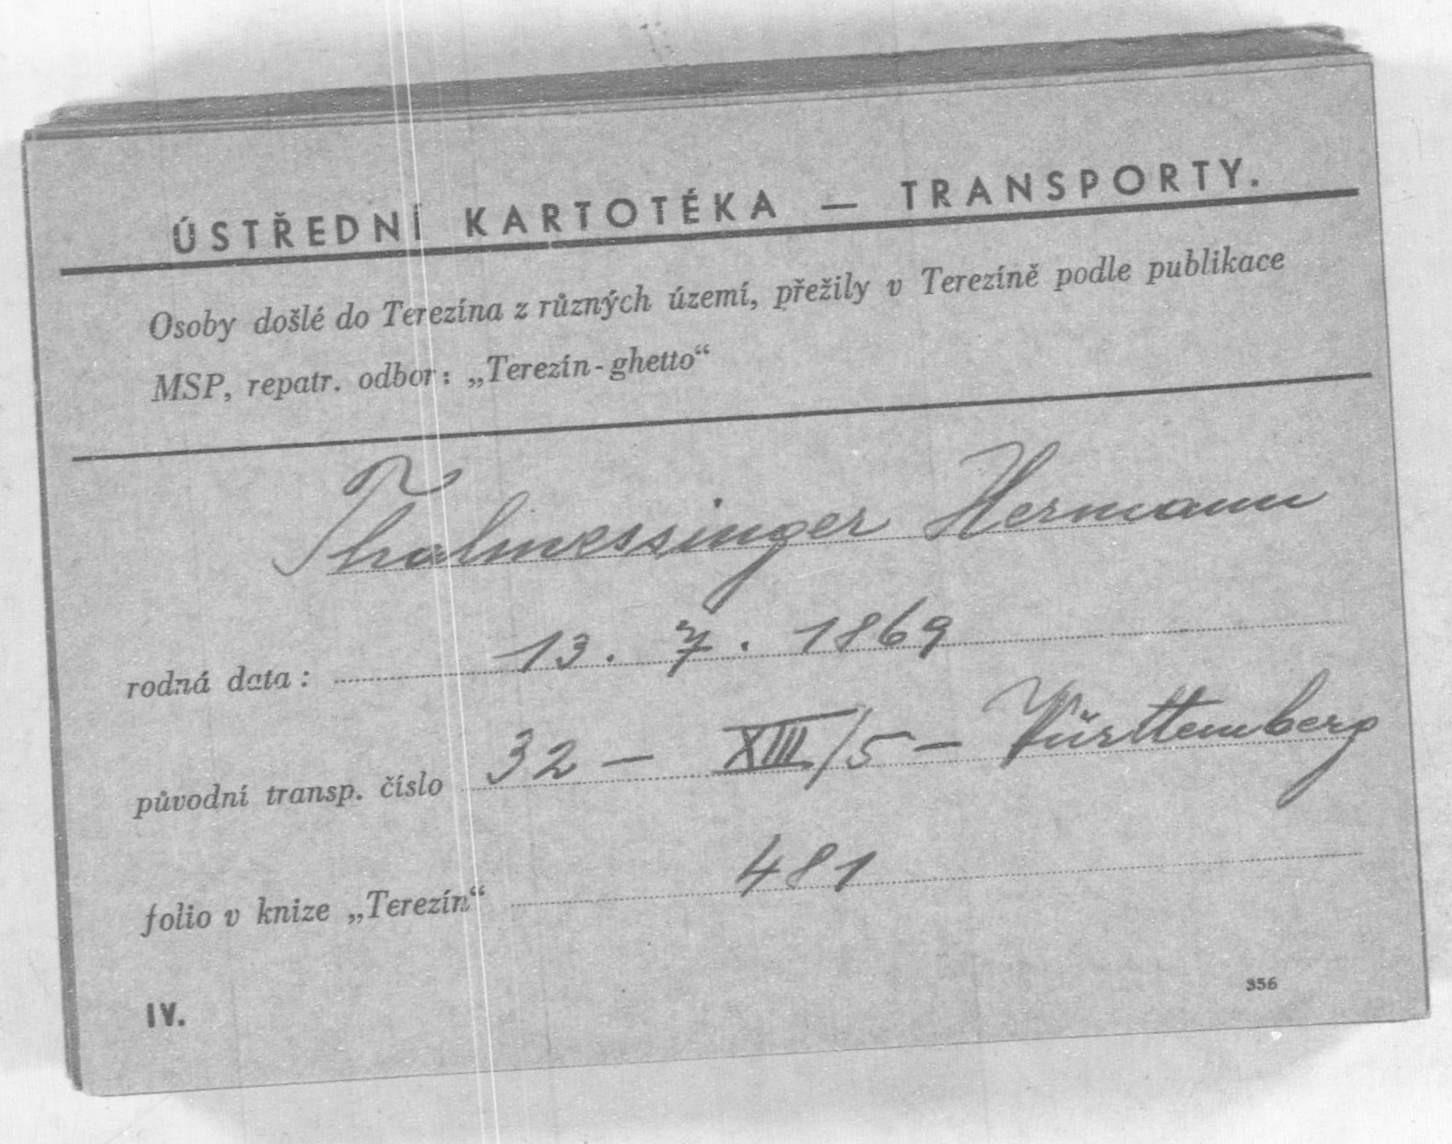 ÚSTŘEDNÍ KARTOTÉKA — TRANSPORTY.
Osoby došlé do Terezína z různých území, přežily v Terezíně podle publikace
MSP, repatr. odbor: „Terezín-ghetto“
Thalmessinger Hermann
rodná data: 13. 7. 1869
původní transp. číslo 32 — XIII/5 — Württemberg
folio v knize „Terezín“ 481
IV.
356